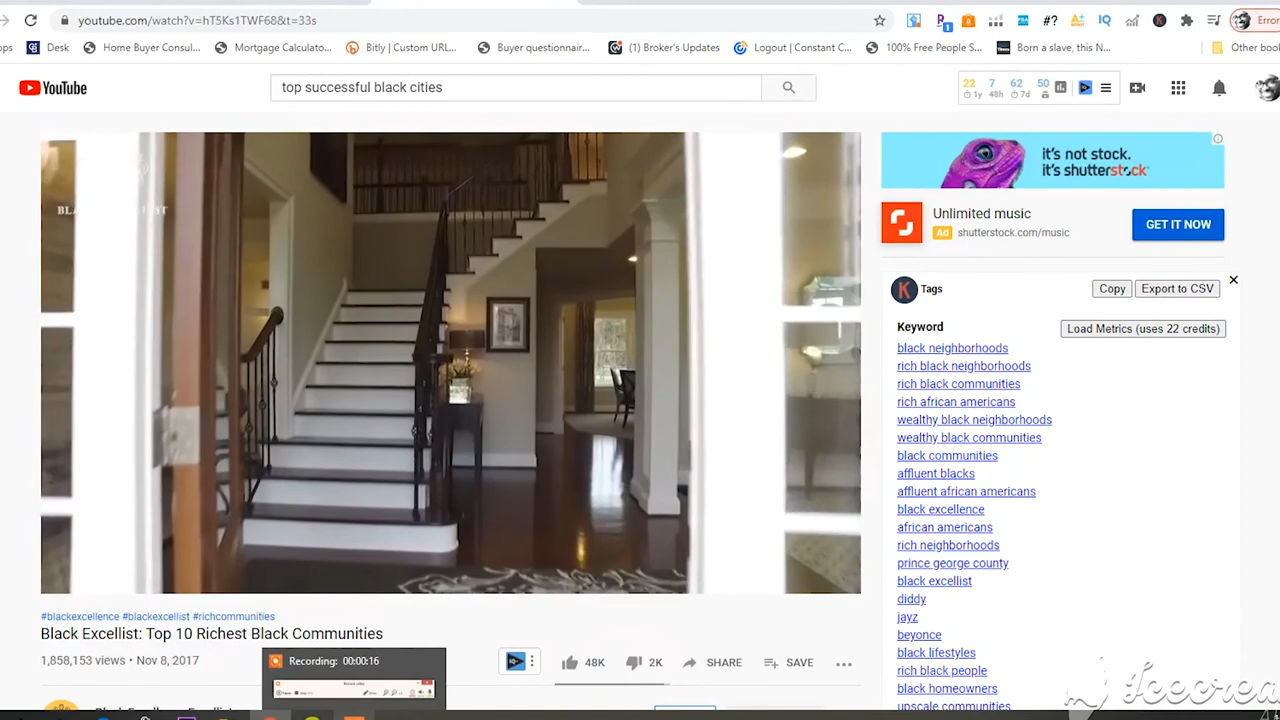 youtube.com/watch?v=hT5Ks1TWF68&t=33s
#?
IQ
K
Error
ops
Desk
Home Buyer Consul...
Mortgage Calculato...
Bitly | Custom URL...
Buyer questionnair...
(1) Broker's Updates
Logout | Constant C...
100% Free People S...
Born a slave, this N...
Other boo
YouTube
top successful black cities
22 7 62 50
1y 48h 7d
it's not stock.
it's shutterstock
Unlimited music
Ad shutterstock.com/music
GET IT NOW
K Tags
Copy
Export to CSV
Keyword
Load Metrics (uses 22 credits)
black neighborhoods
rich black neighborhoods
rich black communities
rich african americans
wealthy black neighborhoods
wealthy black communities
black communities
affluent blacks
affluent african americans
black excellence
african americans
rich neighborhoods
prince george county
black excellist
diddy
jayz
beyonce
black lifestyles
rich black people
black homeowners
upscale communities
#blackexcellence #blackexcellist #richcommunities
Black Excellist: Top 10 Richest Black Communities
1,858,153 views • Nov 8, 2017
Recording: 00:00:16
48K
2K
SHARE
SAVE